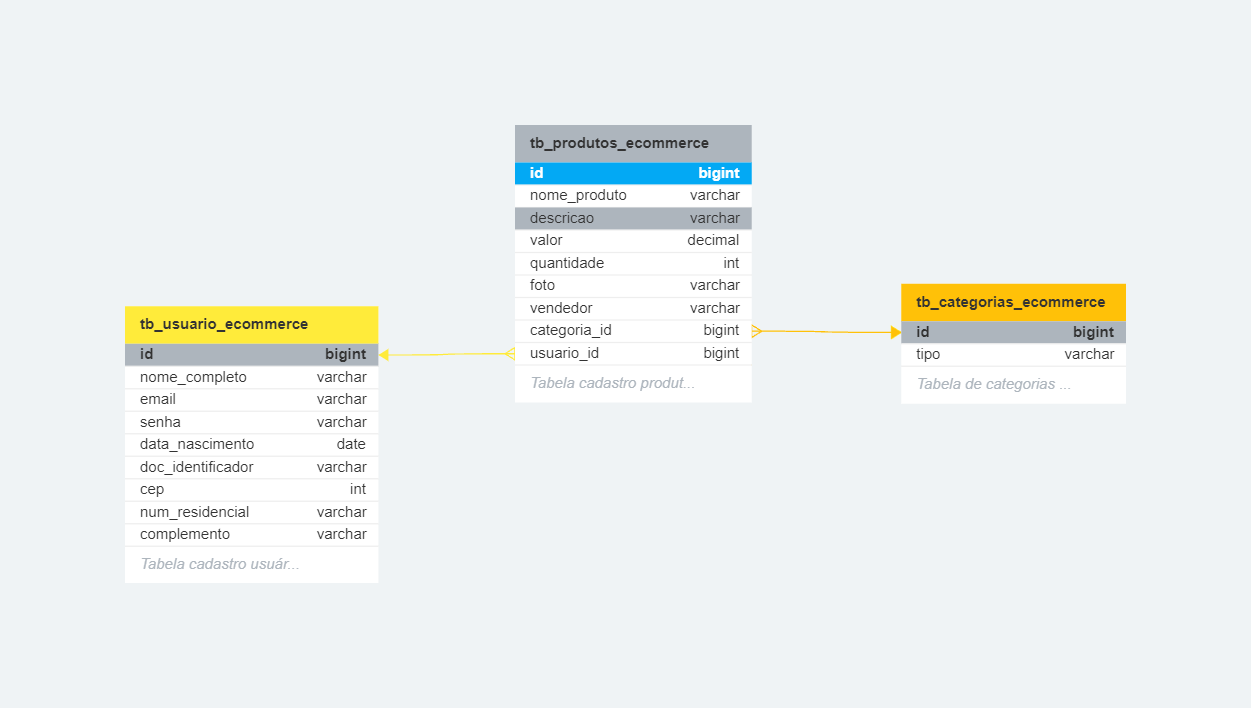 tb_produtos_ecommerce
id bigint
nome_produto varchar
descricao varchar
valor decimal
quantidade int
foto varchar
vendedor varchar
categoria_id bigint
usuario_id bigint
Tabela cadastro produt...
tb_categorias_ecommerce
id bigint
tipo varchar
Tabela de categorias ...
tb_usuario_ecommerce
id bigint
nome_completo varchar
email varchar
senha varchar
data_nascimento date
doc_identificador varchar
cep int
num_residencial varchar
complemento varchar
Tabela cadastro usuár...